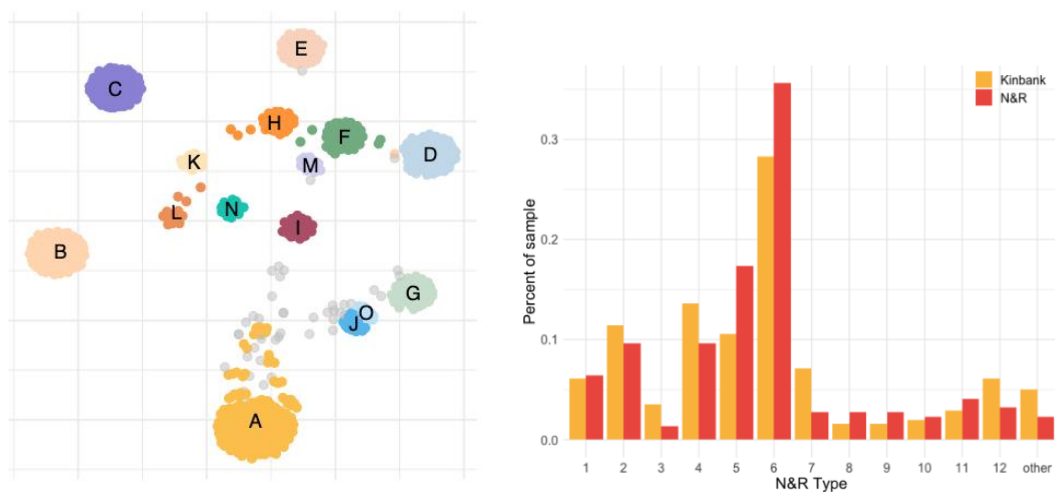 E
C
H
F
D
K
M
L
N
I
B
G
O
J
A
Kinbank
N&R
Percent of sample
0.3
0.2
0.1
0.0
1 2 3 4 5 6 7 8 9 10 11 12 other
N&R Type